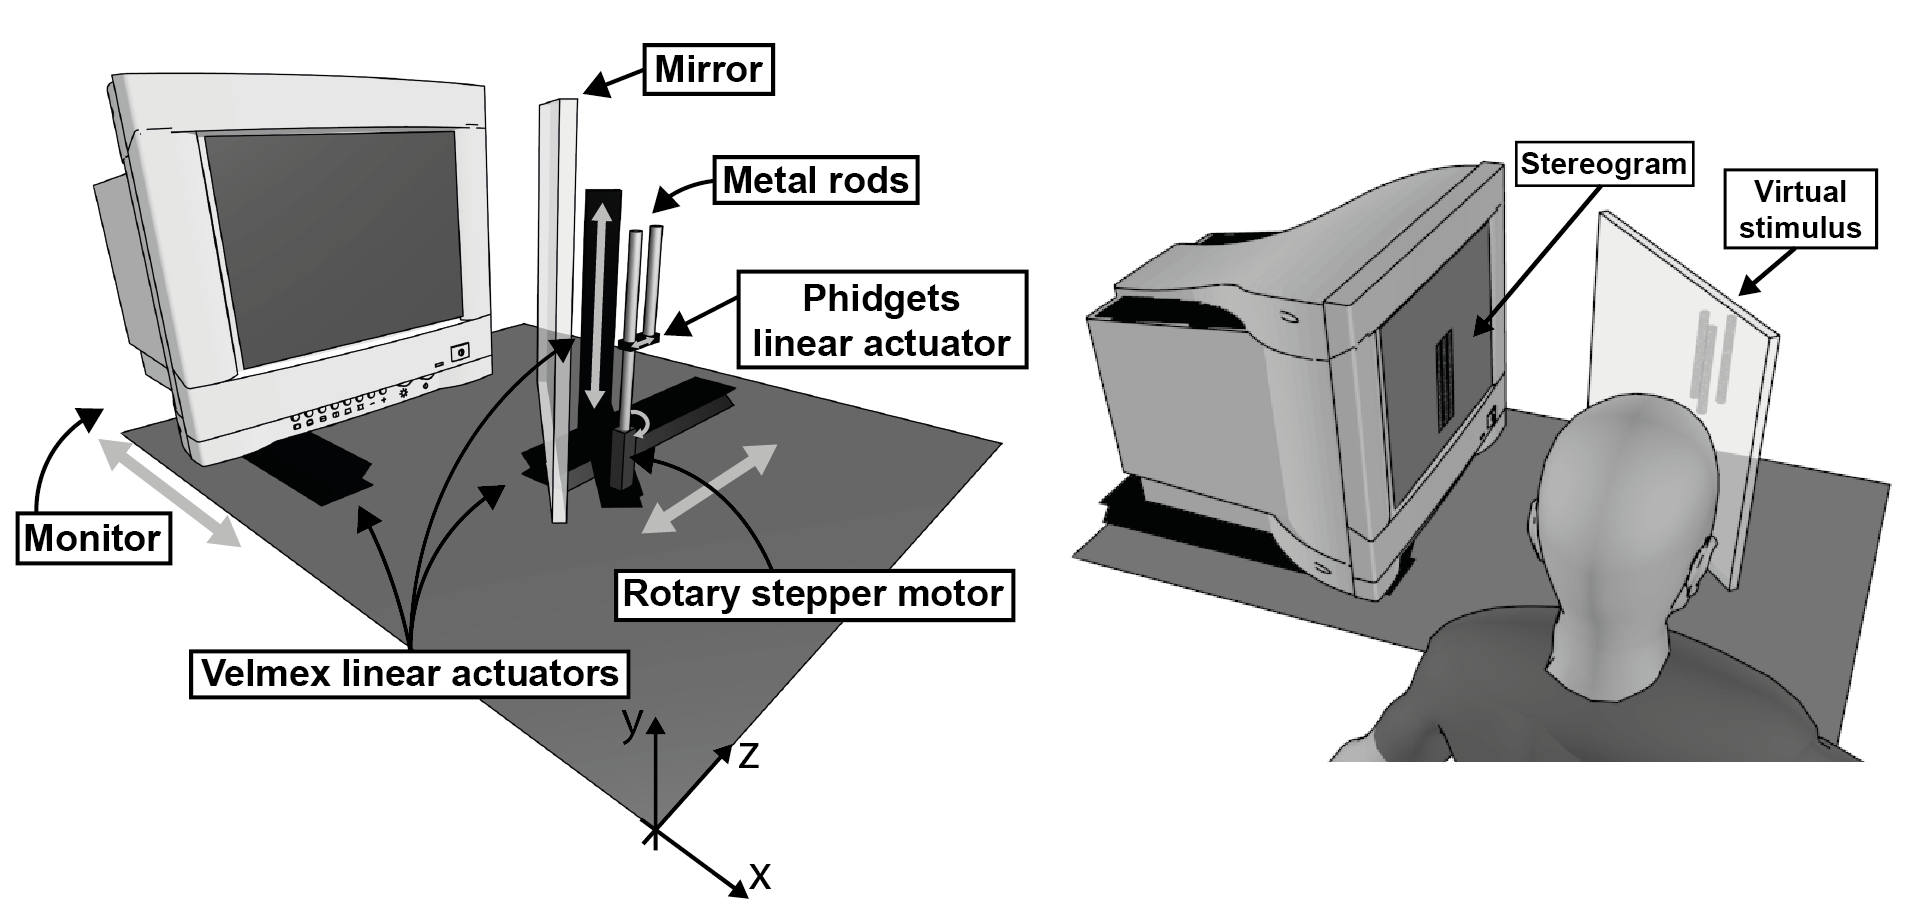 Mirror
Metal rods
Phidgets
linear actuator
Monitor
Rotary stepper motor
Velmex linear actuators
y
z
x
Stereogram
Virtual
stimulus